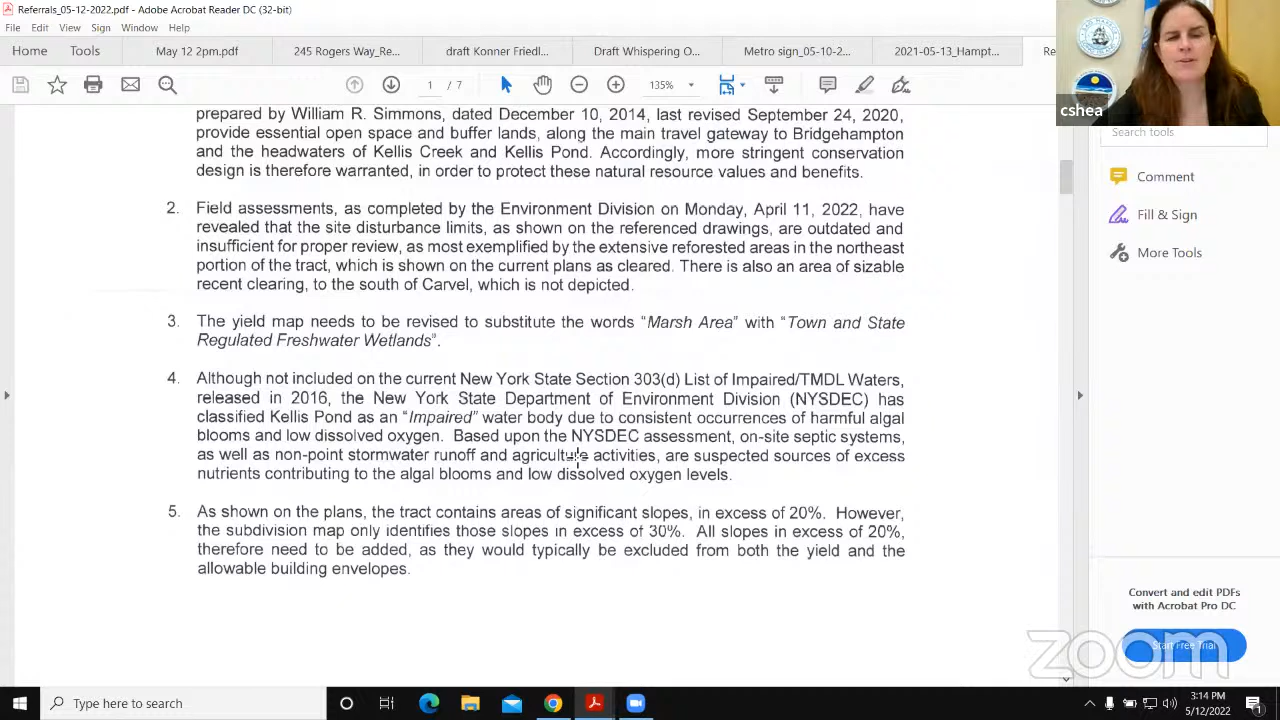 Referrals_05-12-2022.pdf - Adobe Acrobat Reader DC (32-bit)
File Edit View Sign Window Help
Home Tools May 12 2pm.pdf 245 Rogers Way_Re... draft Konner Friedl... Draft Whispering O... Metro sign_05-10-2... 2021-05-13_Hampt... Re
1 / 7 135%
cshea
Search tools
Comment
Fill & Sign
More Tools
prepared by William R. Simmons, dated December 10, 2014, last revised September 24, 2020,
provide essential open space and buffer lands, along the main travel gateway to Bridgehampton
and the headwaters of Kellis Creek and Kellis Pond. Accordingly, more stringent conservation
design is therefore warranted, in order to protect these natural resource values and benefits.
2. Field assessments, as completed by the Environment Division on Monday, April 11, 2022, have
revealed that the site disturbance limits, as shown on the referenced drawings, are outdated and
insufficient for proper review, as most exemplified by the extensive reforested areas in the northeast
portion of the tract, which is shown on the current plans as cleared. There is also an area of sizable
recent clearing, to the south of Carvel, which is not depicted.
3. The yield map needs to be revised to substitute the words “Marsh Area” with “Town and State
Regulated Freshwater Wetlands”.
4. Although not included on the current New York State Section 303(d) List of Impaired/TMDL Waters,
released in 2016, the New York State Department of Environment Division (NYSDEC) has
classified Kellis Pond as an “Impaired” water body due to consistent occurrences of harmful algal
blooms and low dissolved oxygen. Based upon the NYSDEC assessment, on-site septic systems,
as well as non-point stormwater runoff and agriculture activities, are suspected sources of excess
nutrients contributing to the algal blooms and low dissolved oxygen levels.
5. As shown on the plans, the tract contains areas of significant slopes, in excess of 20%. However,
the subdivision map only identifies those slopes in excess of 30%. All slopes in excess of 20%,
therefore need to be added, as they would typically be excluded from both the yield and the
allowable building envelopes.
Convert and edit PDFs
with Acrobat Pro DC
Start Free Trial
zoom
Type here to search
3:14 PM
5/12/2022
1